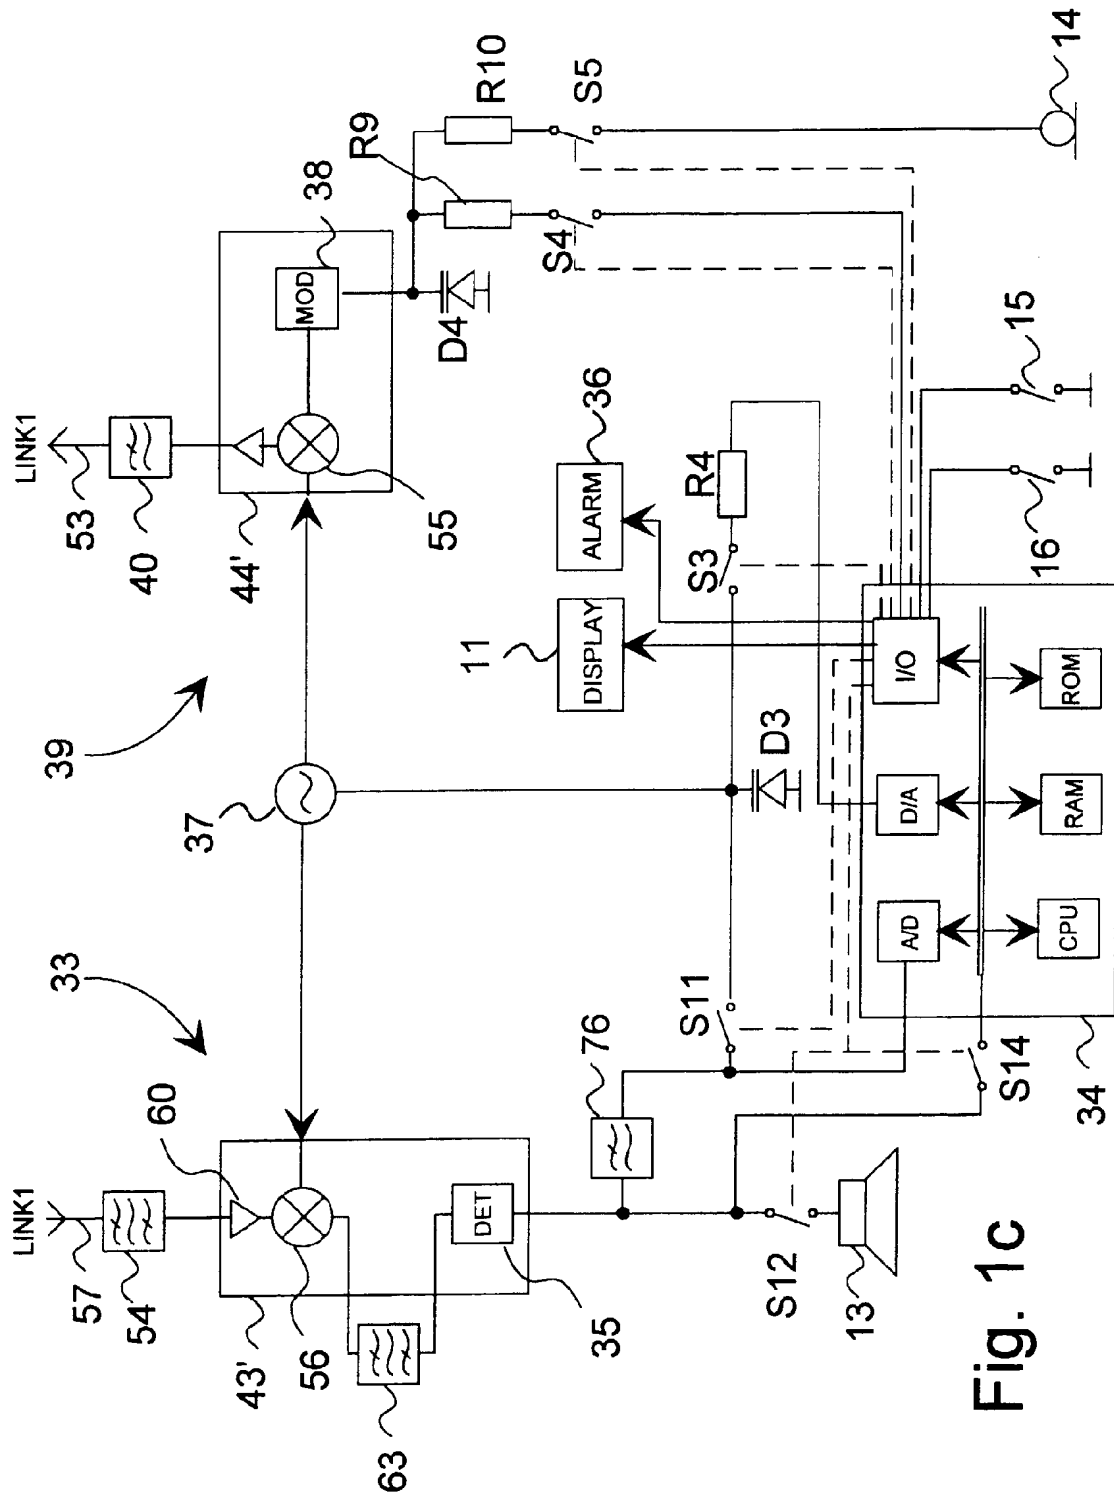 LINK1
57
54
60
43'
56
63
DET
35
33
37
39
LINK1
53
40
44'
55
MOD
38
R9
R10
D4
S4
S5
14
76
S11
D3
S3
R4
11
DISPLAY
ALARM
36
S12
13
S14
34
A/D
D/A
I/O
CPU
RAM
ROM
16
15
Fig. 1c